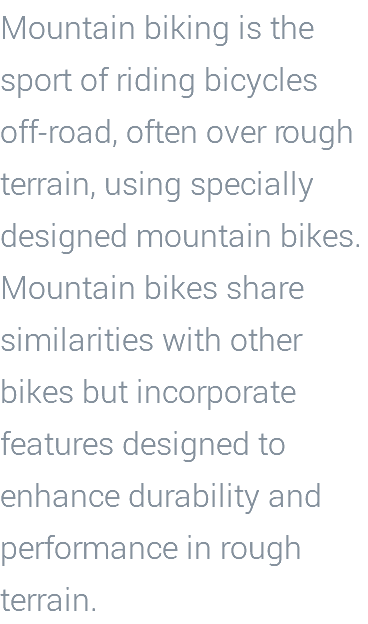 Mountain biking is the
sport of riding bicycles
off-road, often over rough
terrain, using specially
designed mountain bikes.
Mountain bikes share
similarities with other
bikes but incorporate
features designed to
enhance durability and
performance in rough
terrain.